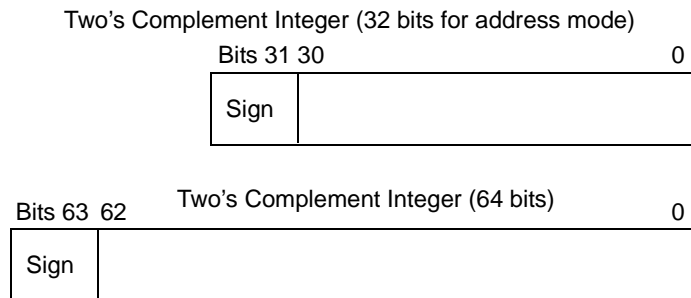 Two's Complement Integer (32 bits for address mode)
Bits 31 30 0
Sign
Two's Complement Integer (64 bits)
Bits 63 62 0
Sign